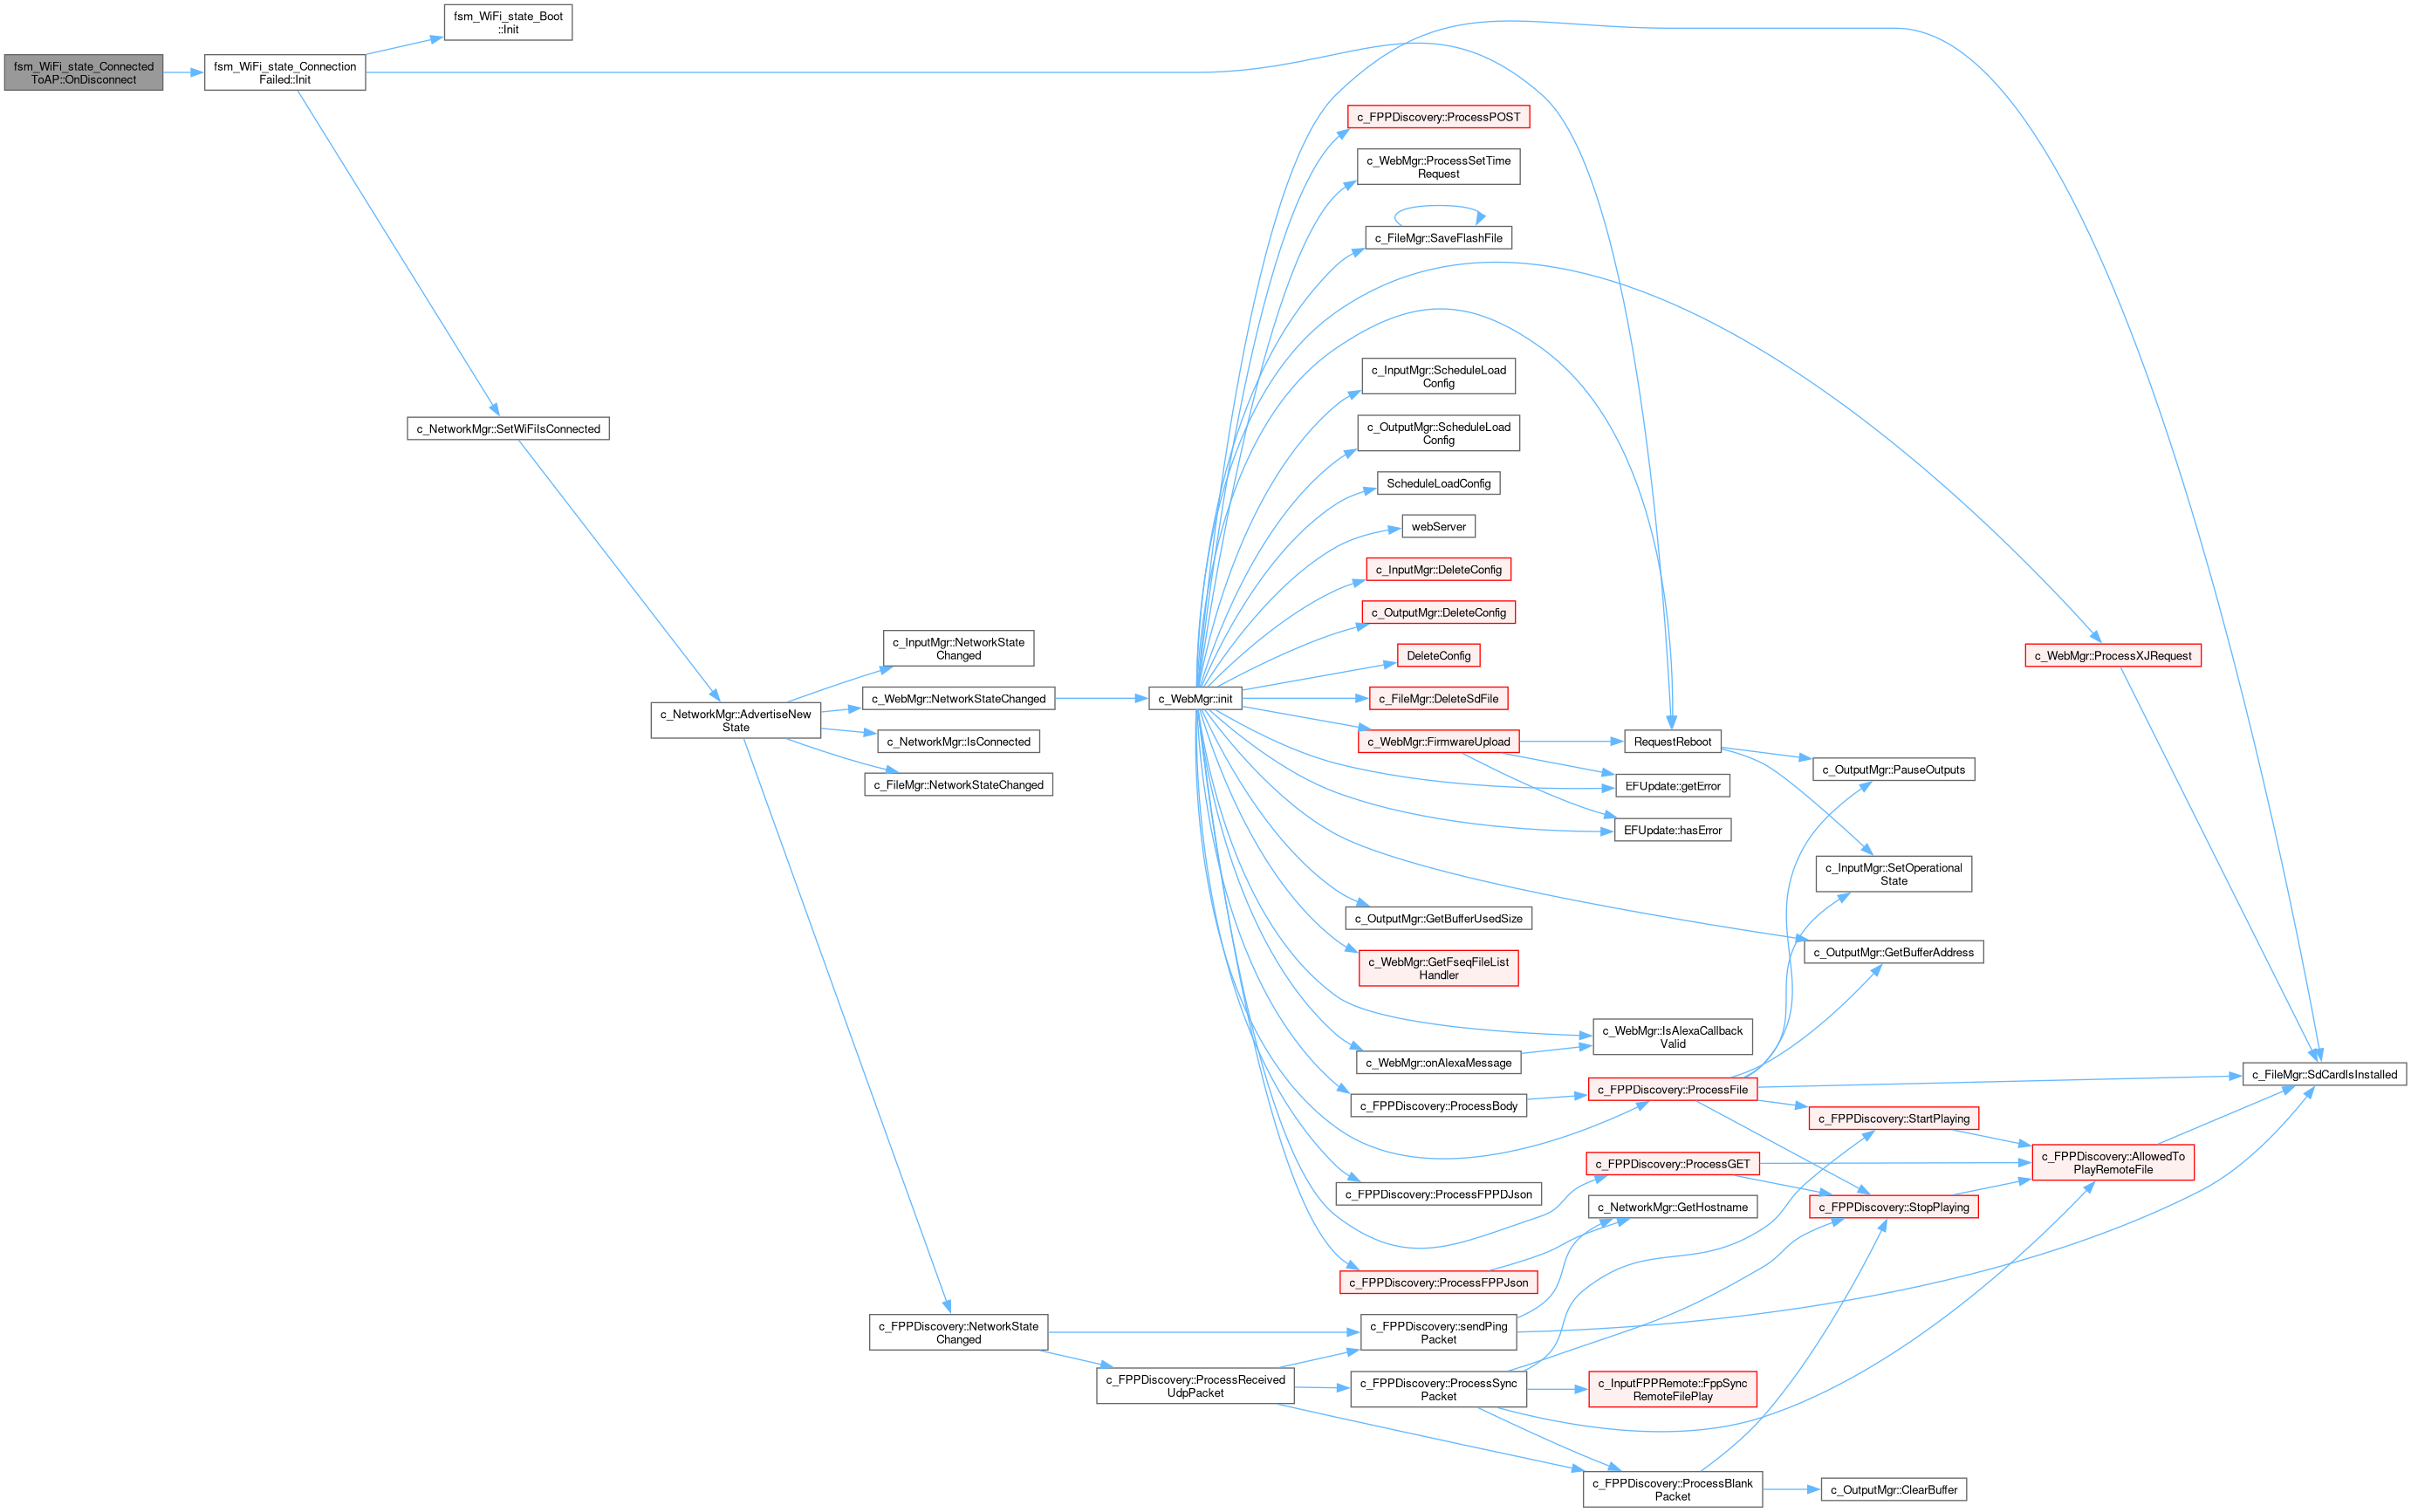 fsm_WiFi_state_Boot
::Init
fsm_WiFi_state_Connected
ToAP::OnDisconnect
fsm_WiFi_state_Connection
Failed::Init
c_FPPDiscovery::ProcessPOST
c_WebMgr::ProcessSetTime
Request
c_FileMgr::SaveFlashFile
c_InputMgr::ScheduleLoad
Config
c_NetworkMgr::SetWiFiIsConnected
c_OutputMgr::ScheduleLoad
Config
ScheduleLoadConfig
webServer
c_InputMgr::DeleteConfig
c_OutputMgr::DeleteConfig
c_InputMgr::NetworkState
Changed
DeleteConfig
c_WebMgr::ProcessXJRequest
c_WebMgr::NetworkStateChanged
c_WebMgr::init
c_FileMgr::DeleteSdFile
c_NetworkMgr::AdvertiseNew
State
c_NetworkMgr::IsConnected
c_WebMgr::FirmwareUpload
RequestReboot
c_OutputMgr::PauseOutputs
c_FileMgr::NetworkStateChanged
EFUpdate::getError
EFUpdate::hasError
c_InputMgr::SetOperational
State
c_OutputMgr::GetBufferUsedSize
c_OutputMgr::GetBufferAddress
c_WebMgr::GetFseqFileList
Handler
c_WebMgr::IsAlexaCallback
Valid
c_WebMgr::onAlexaMessage
c_FileMgr::SdCardIsInstalled
c_FPPDiscovery::ProcessFile
c_FPPDiscovery::ProcessBody
c_FPPDiscovery::StartPlaying
c_FPPDiscovery::ProcessGET
c_FPPDiscovery::AllowedTo
PlayRemoteFile
c_FPPDiscovery::ProcessFPPDJson
c_NetworkMgr::GetHostname
c_FPPDiscovery::StopPlaying
c_FPPDiscovery::ProcessFPPJson
c_FPPDiscovery::NetworkState
Changed
c_FPPDiscovery::sendPing
Packet
c_FPPDiscovery::ProcessReceived
UdpPacket
c_FPPDiscovery::ProcessSync
Packet
c_InputFPPRemote::FppSync
RemoteFilePlay
c_FPPDiscovery::ProcessBlank
Packet
c_OutputMgr::ClearBuffer